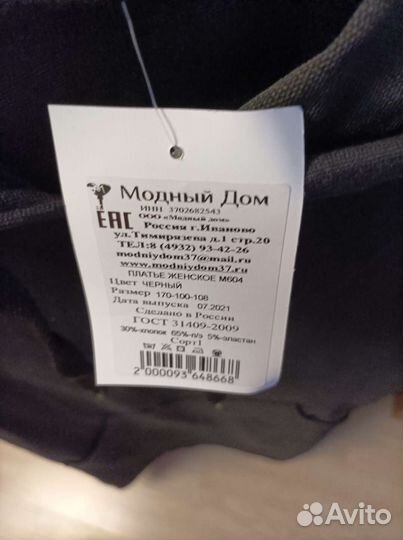 Модный Дом
ИНН 3702682543
EAC
ООО «Модный дом»
Россия г.Иваново
ул.Тимирязева д.1 стр.20
ТЕЛ:8 (4932) 93-42-26
modniydom37@mail.ru
www.modniydom37.ru
ПЛАТЬЕ ЖЕНСКОЕ М604
Цвет ЧЕРНЫЙ
Размер 170-100-108
Дата выпуска 07.2021
Сделано в России
ГОСТ 31409-2009
30%-хлопок 65%-п/э 5%-эластан
Сорт1
2 000093 648668
Avito